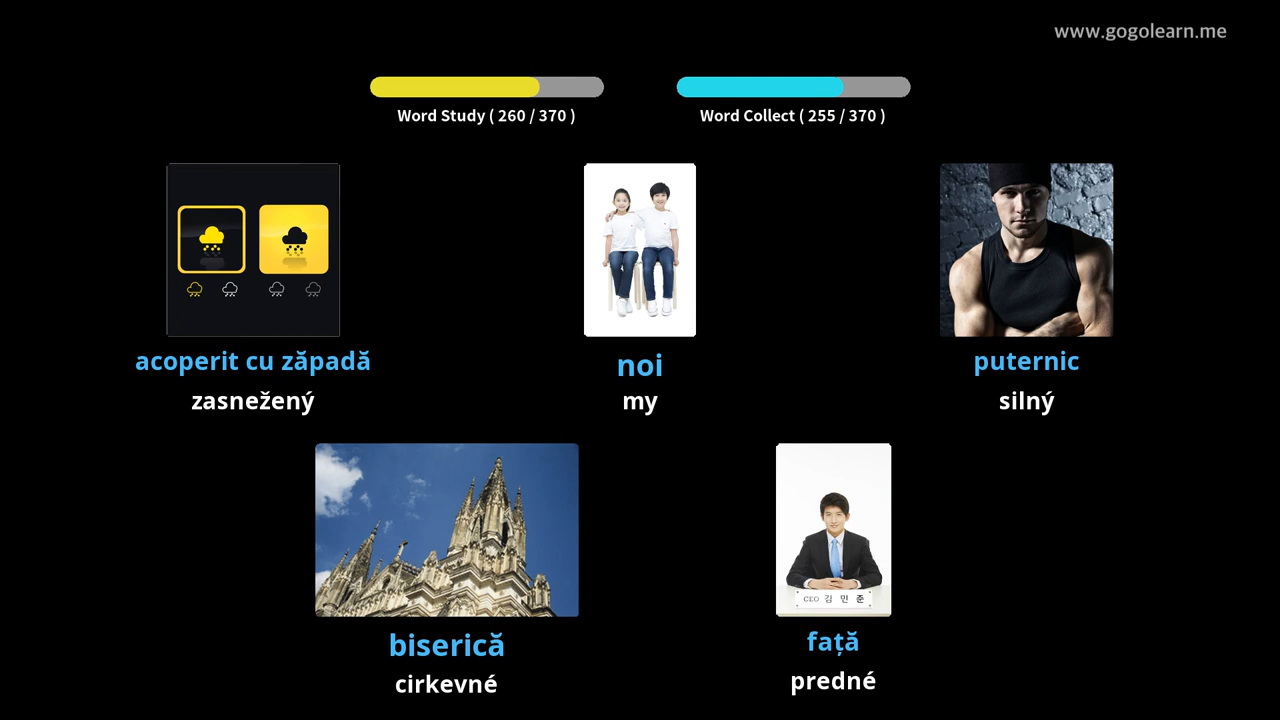 www.gogolearn.me
Word Study ( 260 / 370 )
Word Collect ( 255 / 370 )
acoperit cu zăpadă
zasnežený
noi
my
puternic
silný
biserică
cirkevné
CEO 김 민 준
față
predné